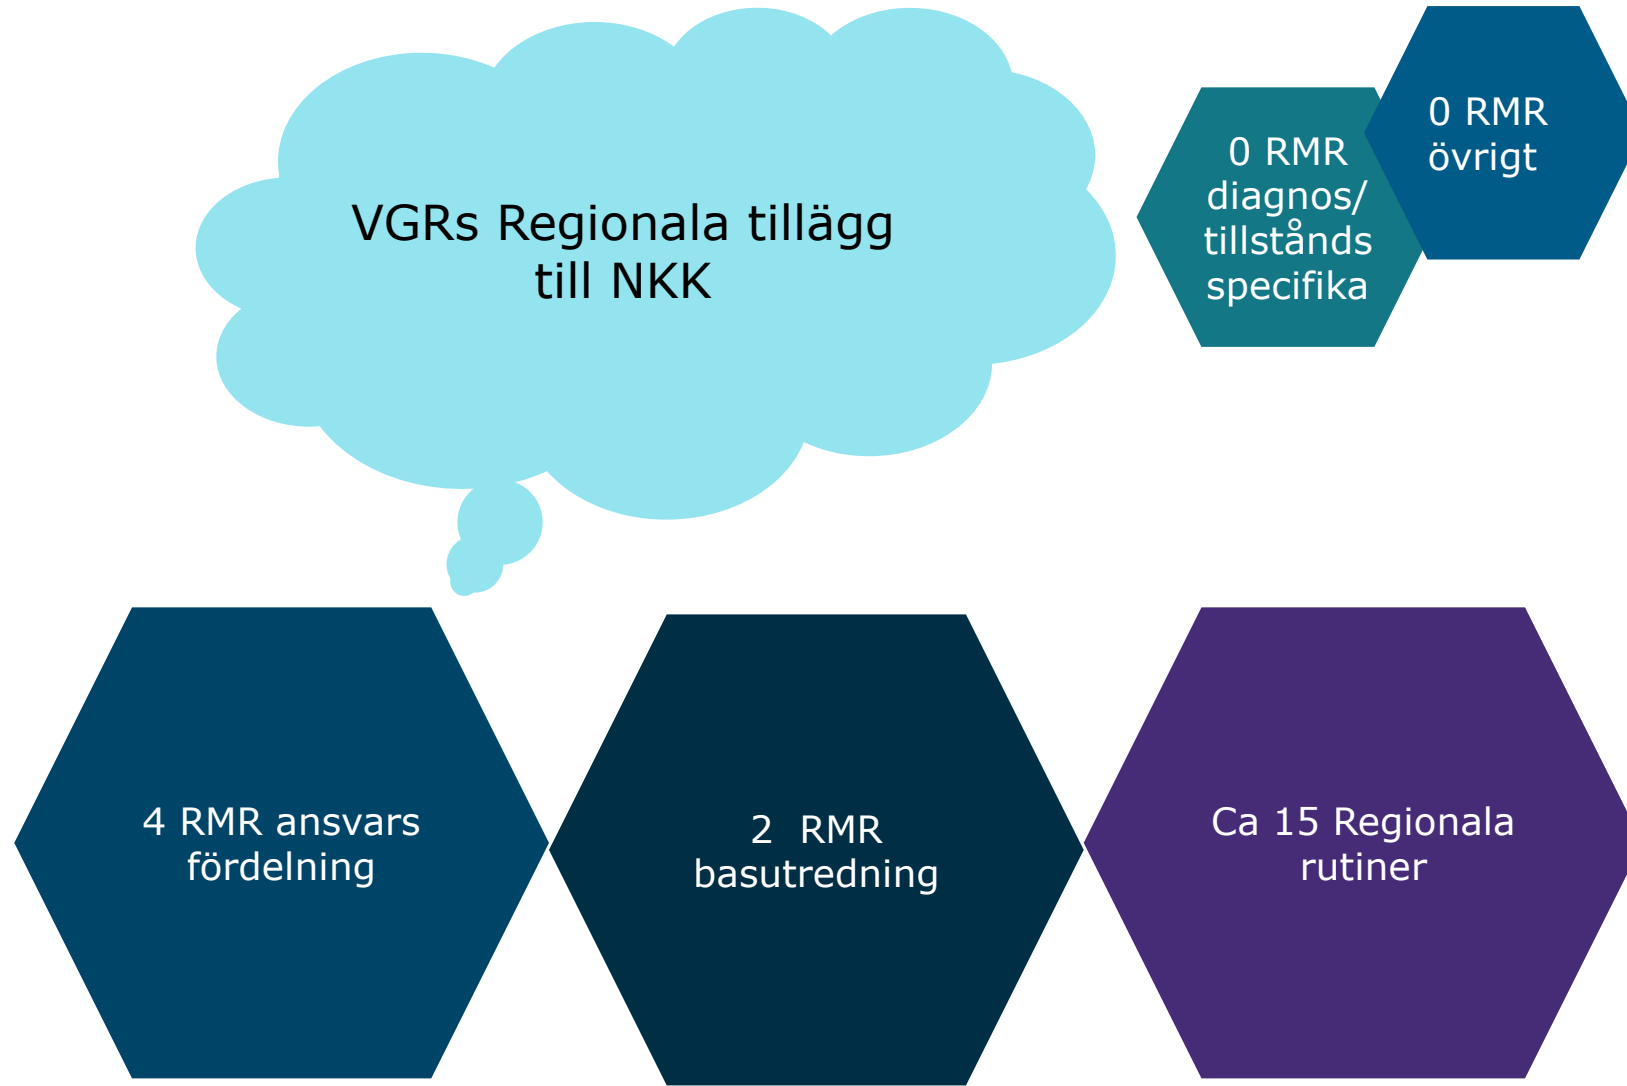 VGRs Regionala tillägg
till NKK
0 RMR
diagnos/
tillstånds
specifika
0 RMR
övrigt
4 RMR ansvars
fördelning
2  RMR
basutredning
Ca 15 Regionala
rutiner